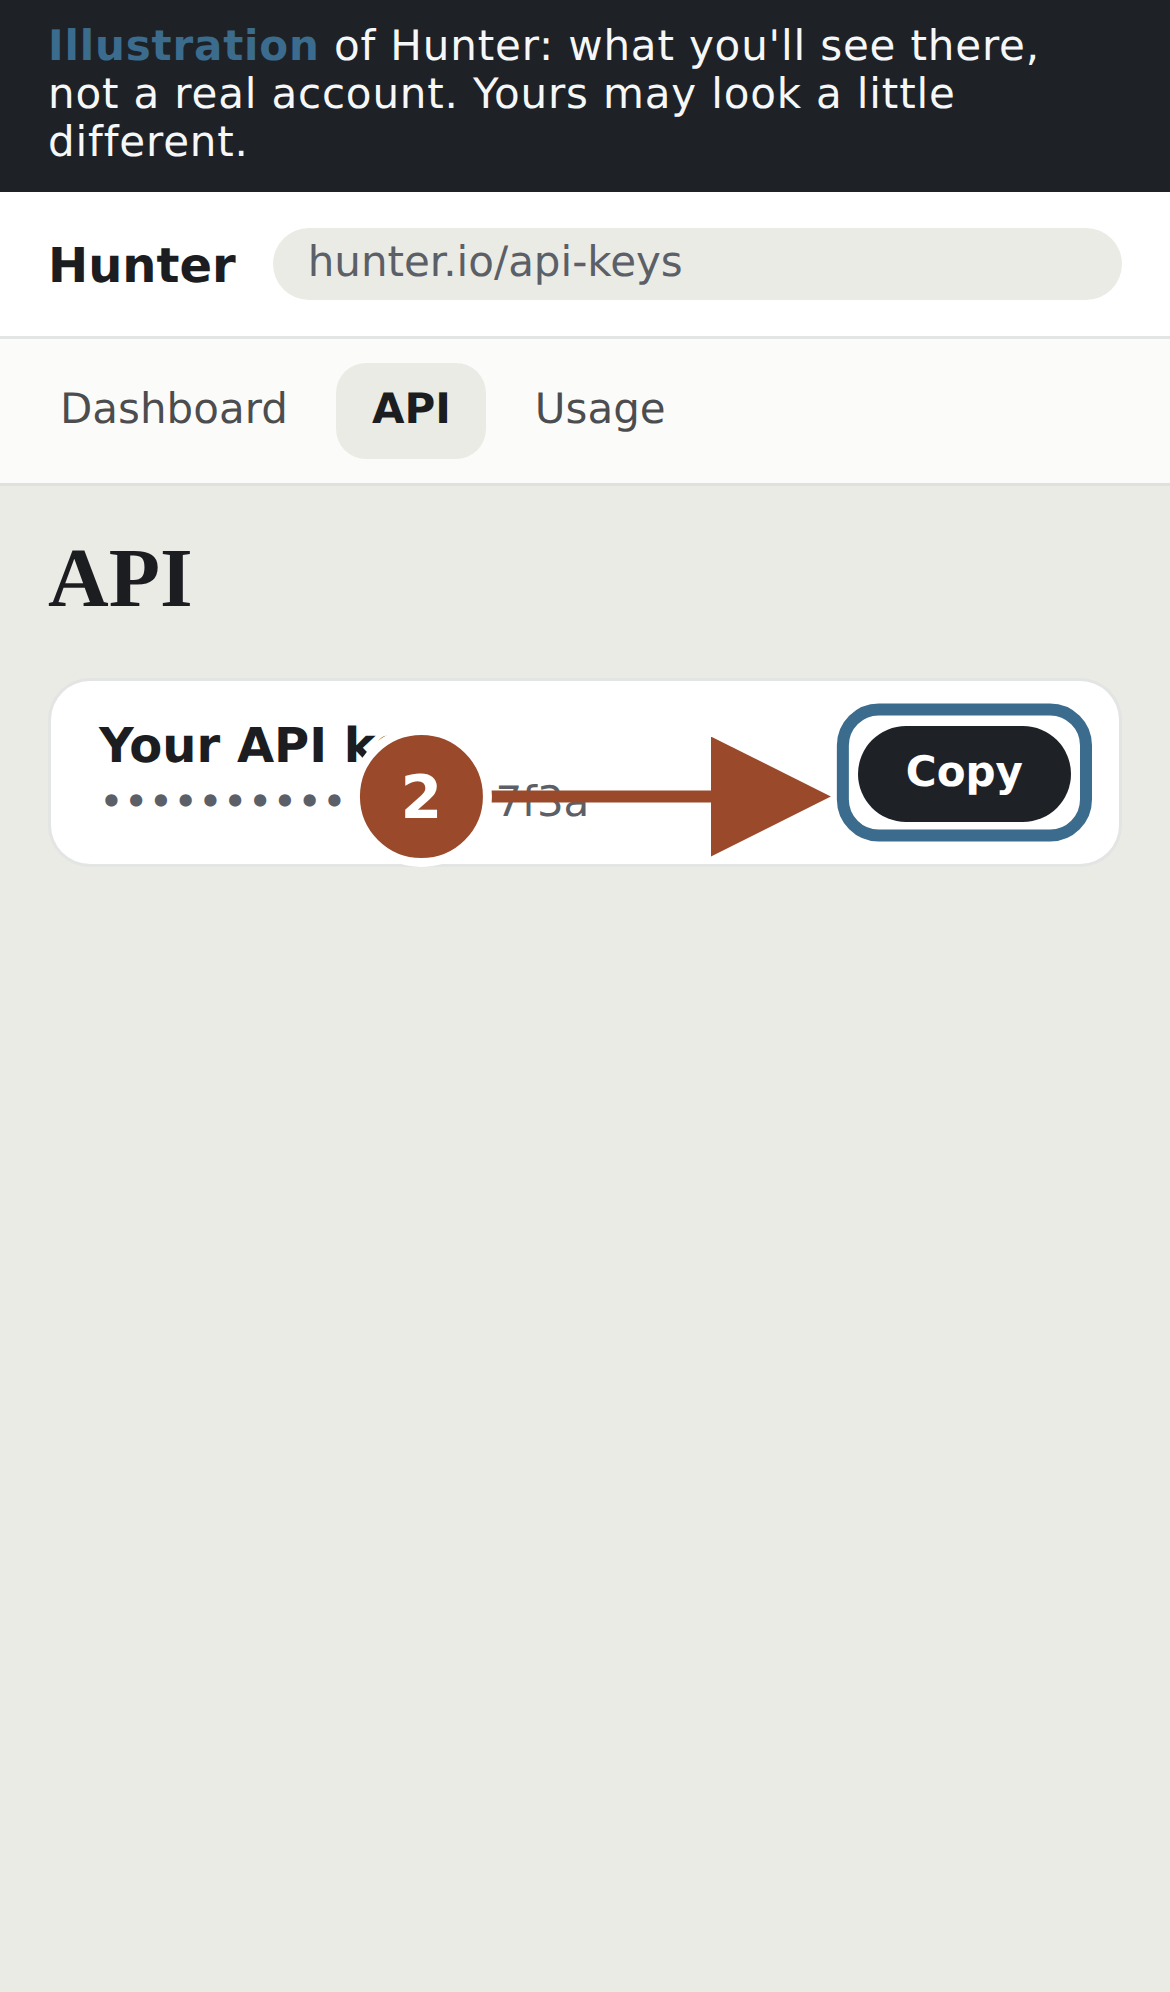 Illustration of Hunter: what you'll see there,
not a real account. Yours may look a little
different.
Hunter
hunter.io/api-keys
Dashboard
API
Usage
API
Your API
•••••••••• 7f3a
2
Copy